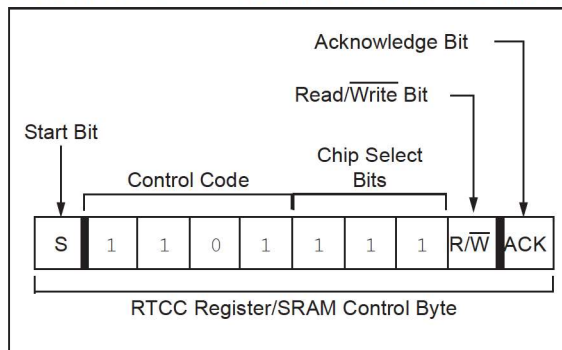 Acknowledge Bit
Read/Write Bit
Start Bit
Control Code
Chip Select
Bits
S 1 1 0 1 1 1 1 R/W ACK
RTCC Register/SRAM Control Byte